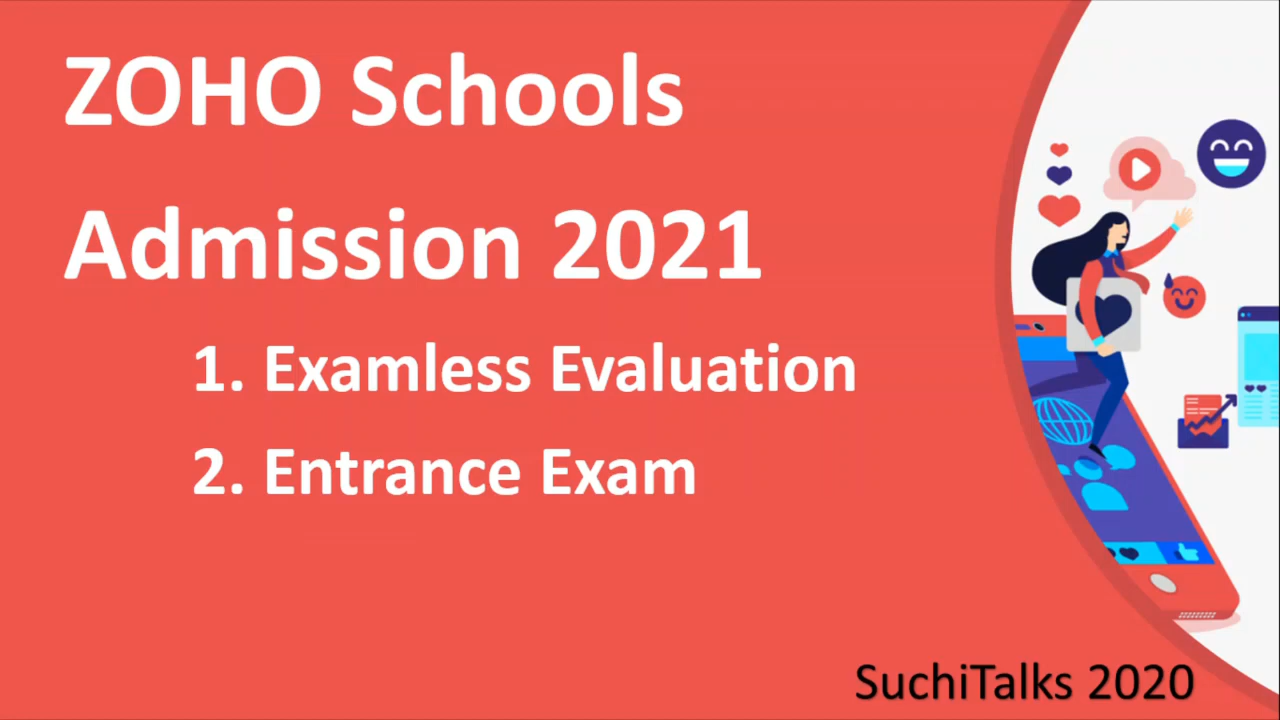 ZOHO Schools
Admission 2021
1. Examless Evaluation
2. Entrance Exam
SuchiTalks 2020